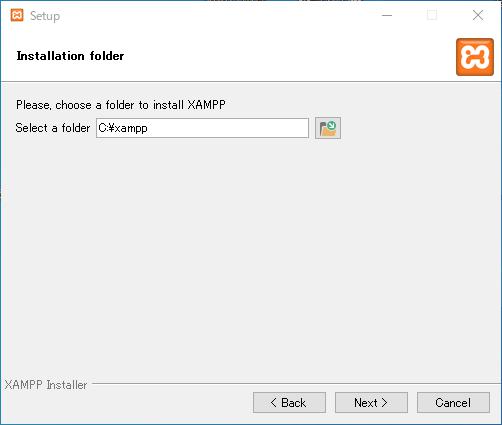 Setup
Installation folder
Please, choose a folder to install XAMPP
Select a folder C:¥xampp
XAMPP Installer
< Back Next > Cancel